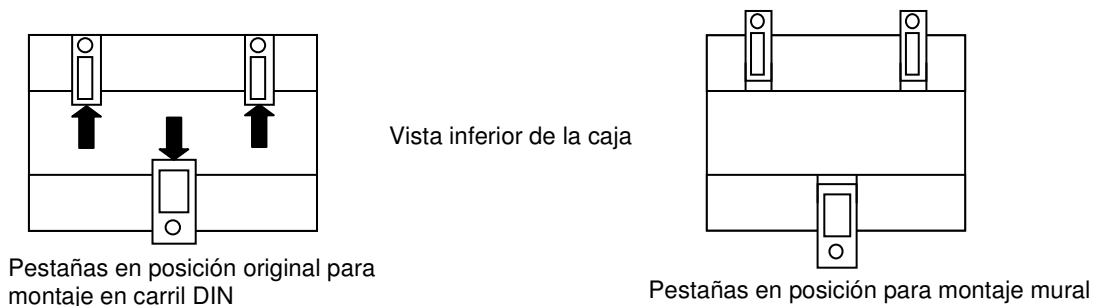 Vista inferior de la caja
Pestañas en posición original para
montaje en carril DIN
Pestañas en posición para montaje mural